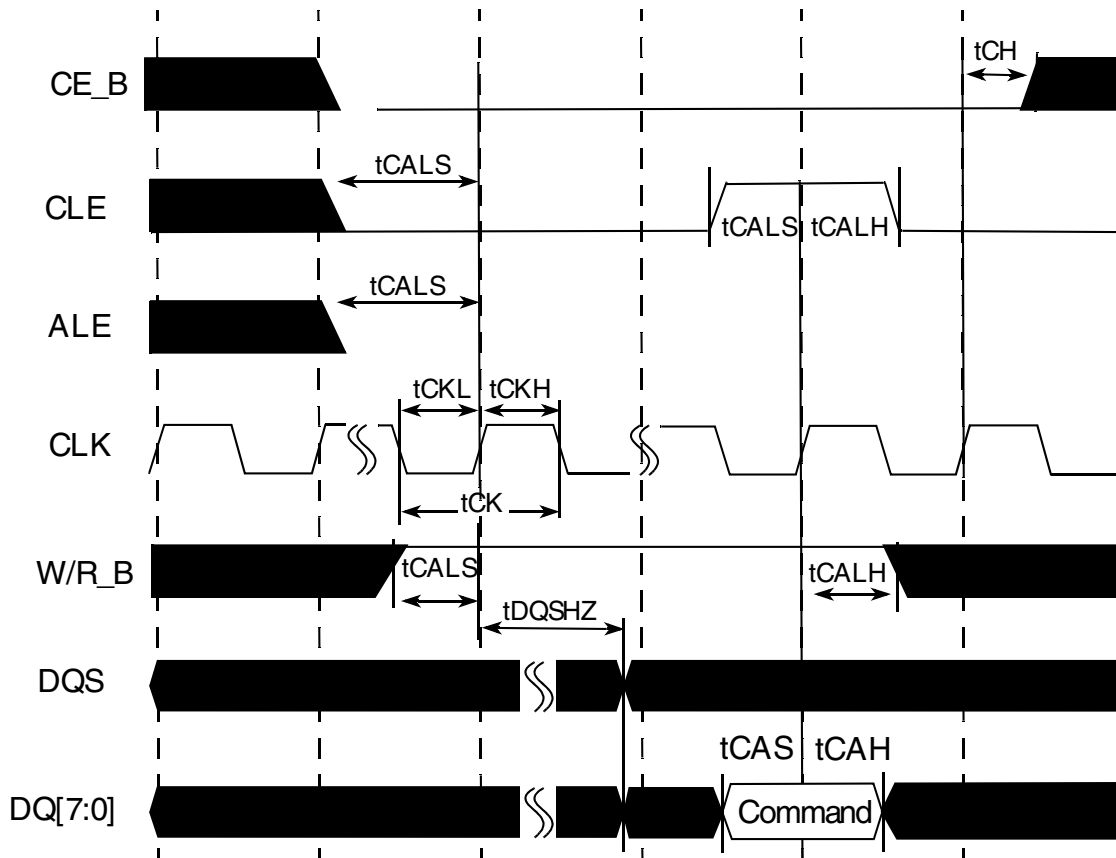 tCH
CE_B
tCALS
CLE
tCALS tCALH
tCALS
ALE
tCKL tCKH
CLK
tCK
W/R_B
tCALS
tCALH
tDQSHZ
DQS
tCAS tCAH
DQ[7:0]
Command